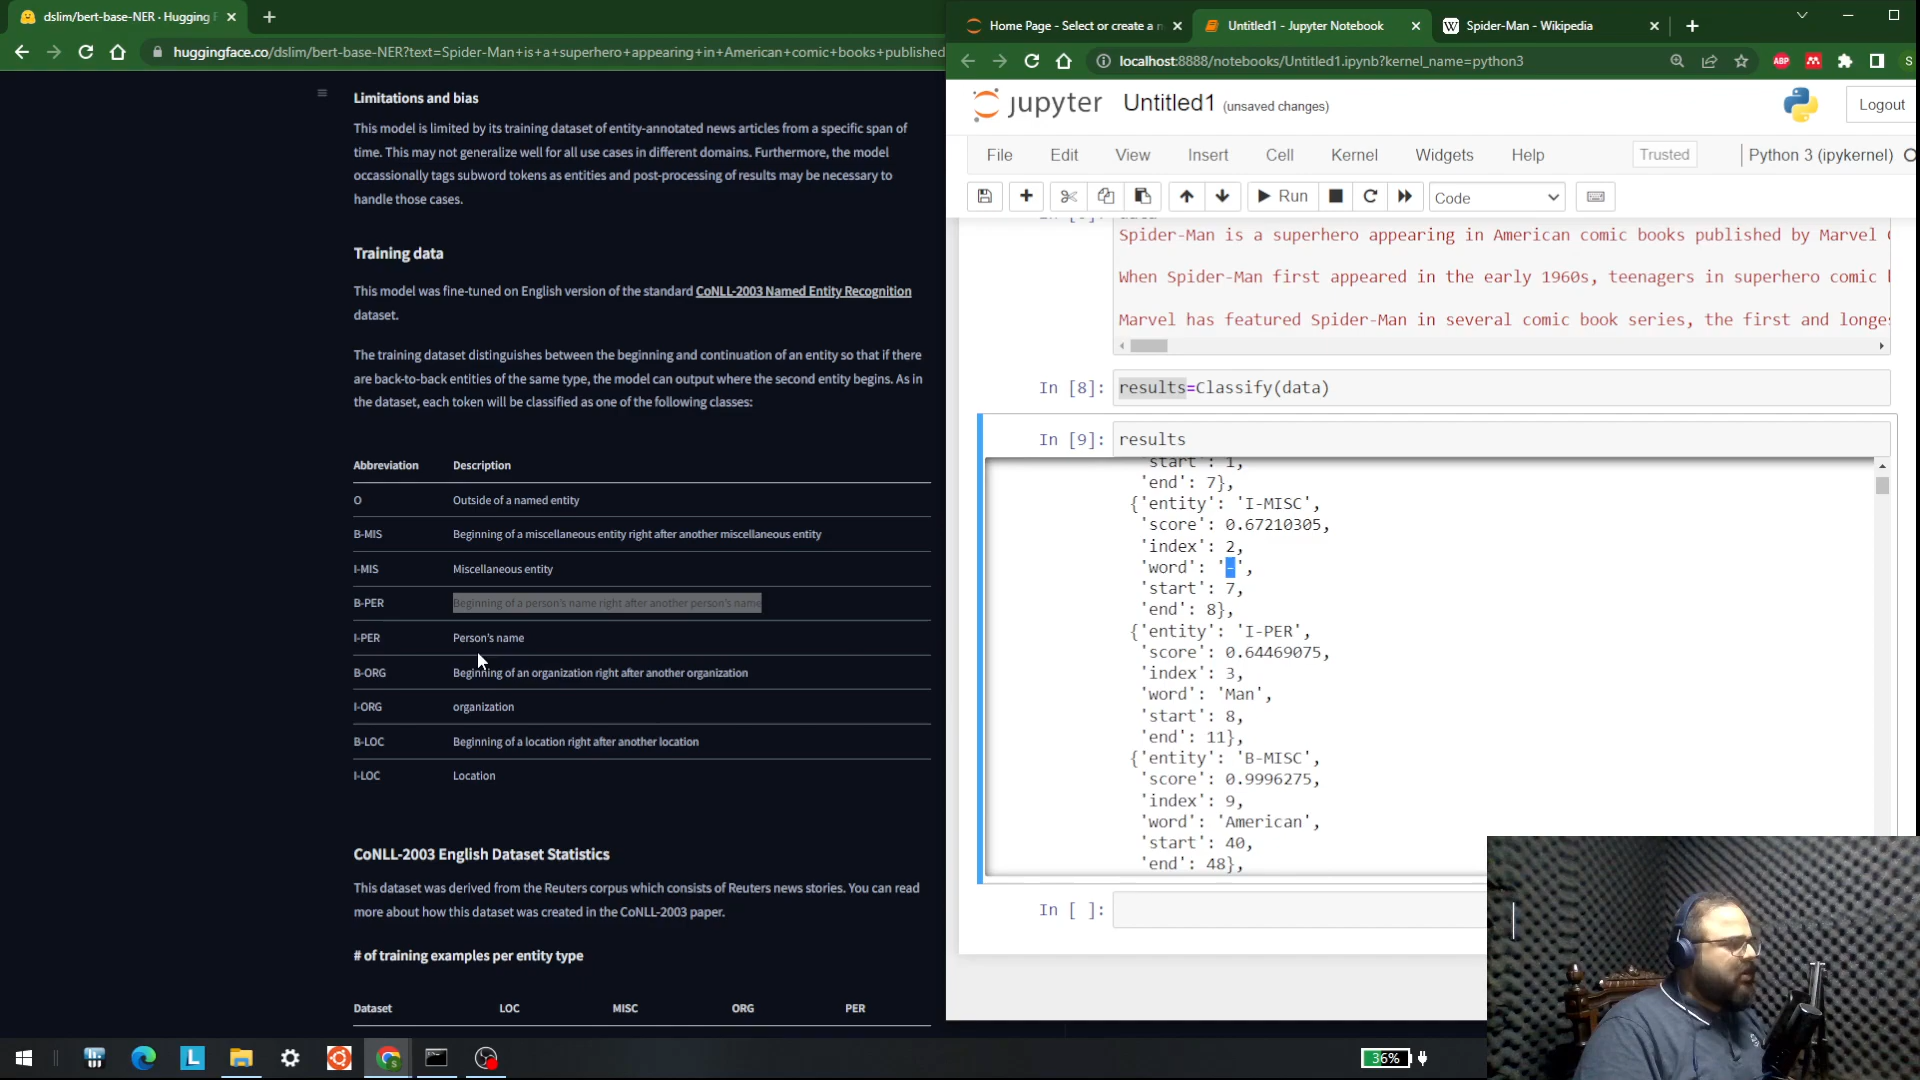 dslim/bert-base-NER · Hugging F
huggingface.co/dslim/bert-base-NER?text=Spider-Man+is+a+superhero+appearing+in+American+comic+books+published
Limitations and bias
This model is limited by its training dataset of entity-annotated news articles from a specific span of
time. This may not generalize well for all use cases in different domains. Furthermore, the model
occassionally tags subword tokens as entities and post-processing of results may be necessary to
handle those cases.
Training data
This model was fine-tuned on English version of the standard CoNLL-2003 Named Entity Recognition
dataset.
The training dataset distinguishes between the beginning and continuation of an entity so that if there
are back-to-back entities of the same type, the model can output where the second entity begins. As in
the dataset, each token will be classified as one of the following classes:
Abbreviation Description
O Outside of a named entity
B-MIS Beginning of a miscellaneous entity right after another miscellaneous entity
I-MIS Miscellaneous entity
B-PER Beginning of a person's name right after another person's name
I-PER Person's name
B-ORG Beginning of an organization right after another organization
I-ORG organization
B-LOC Beginning of a location right after another location
I-LOC Location
CoNLL-2003 English Dataset Statistics
This dataset was derived from the Reuters corpus which consists of Reuters news stories. You can read
more about how this dataset was created in the CoNLL-2003 paper.
# of training examples per entity type
Dataset LOC MISC ORG PER
Home Page - Select or create a n
Untitled1 - Jupyter Notebook
Spider-Man - Wikipedia
localhost:8888/notebooks/Untitled1.ipynb?kernel_name=python3
ABP
S
jupyter Untitled1 (unsaved changes)
Logout
File Edit View Insert Cell Kernel Widgets Help
Trusted
Python 3 (ipykernel)
Run
Code
Spider-Man is a superhero appearing in American comic books published by Marvel
When Spider-Man first appeared in the early 1960s, teenagers in superhero comic
Marvel has featured Spider-Man in several comic book series, the first and longes
In [8]: results=Classify(data)
In [9]: results
'start': 1,
'end': 7},
{'entity': 'I-MISC',
'score': 0.67210305,
'index': 2,
'word': '-',
'start': 7,
'end': 8},
{'entity': 'I-PER',
'score': 0.64469075,
'index': 3,
'word': 'Man',
'start': 8,
'end': 11},
{'entity': 'B-MISC',
'score': 0.9996275,
'index': 9,
'word': 'American',
'start': 40,
'end': 48},
In [ ]:
L
36%